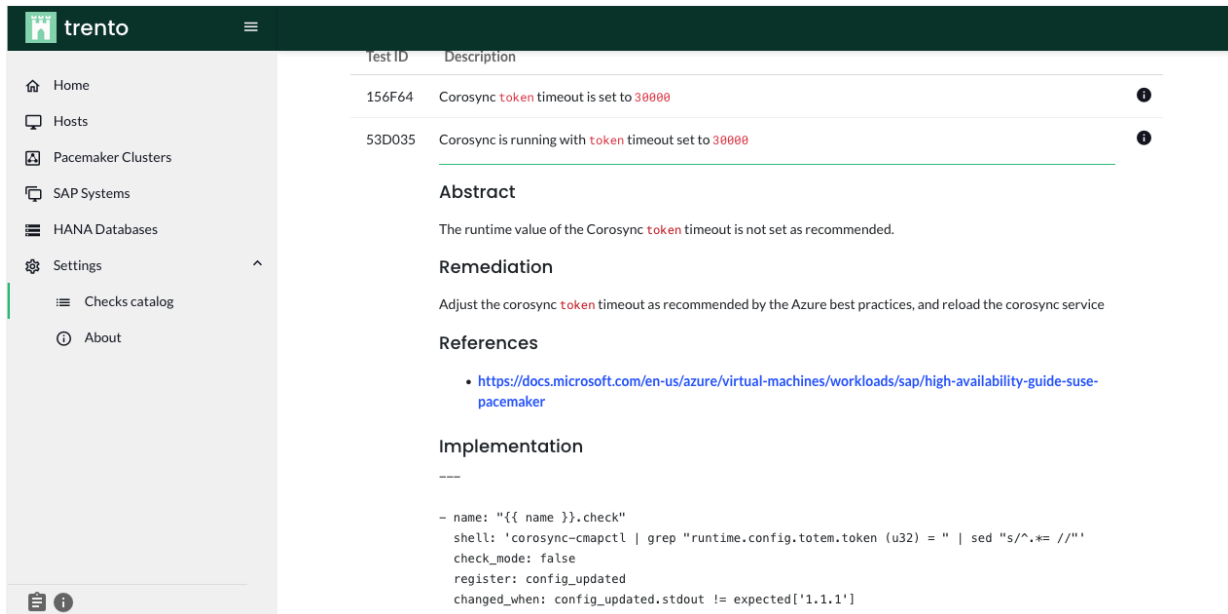 trento
Home
Hosts
Pacemaker Clusters
SAP Systems
HANA Databases
Settings
Checks catalog
About
Test ID Description
156F64 Corosync token timeout is set to 30000
53D035 Corosync is running with token timeout set to 30000
Abstract
The runtime value of the Corosync token timeout is not set as recommended.
Remediation
Adjust the corosync token timeout as recommended by the Azure best practices, and reload the corosync service
References
• https://docs.microsoft.com/en-us/azure/virtual-machines/workloads/sap/high-availability-guide-suse-
pacemaker
Implementation
---
- name: "{{ name }}.check"
shell: 'corosync-cmapctl | grep "runtime.config.totem.token (u32) = " | sed "s/^.*= //"'
check_mode: false
register: config_updated
changed_when: config_updated.stdout != expected['1.1.1']